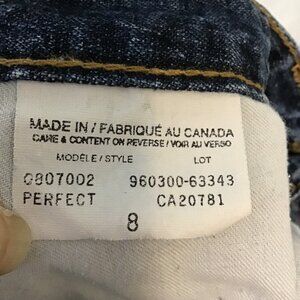 MADE IN / FABRIQUÉ AU CANADA
CARE & CONTENT ON REVERSE / VOIR AU VERSO
MODÈLE / STYLE LOT
0807002 960300-63343
PERFECT CA20781
8